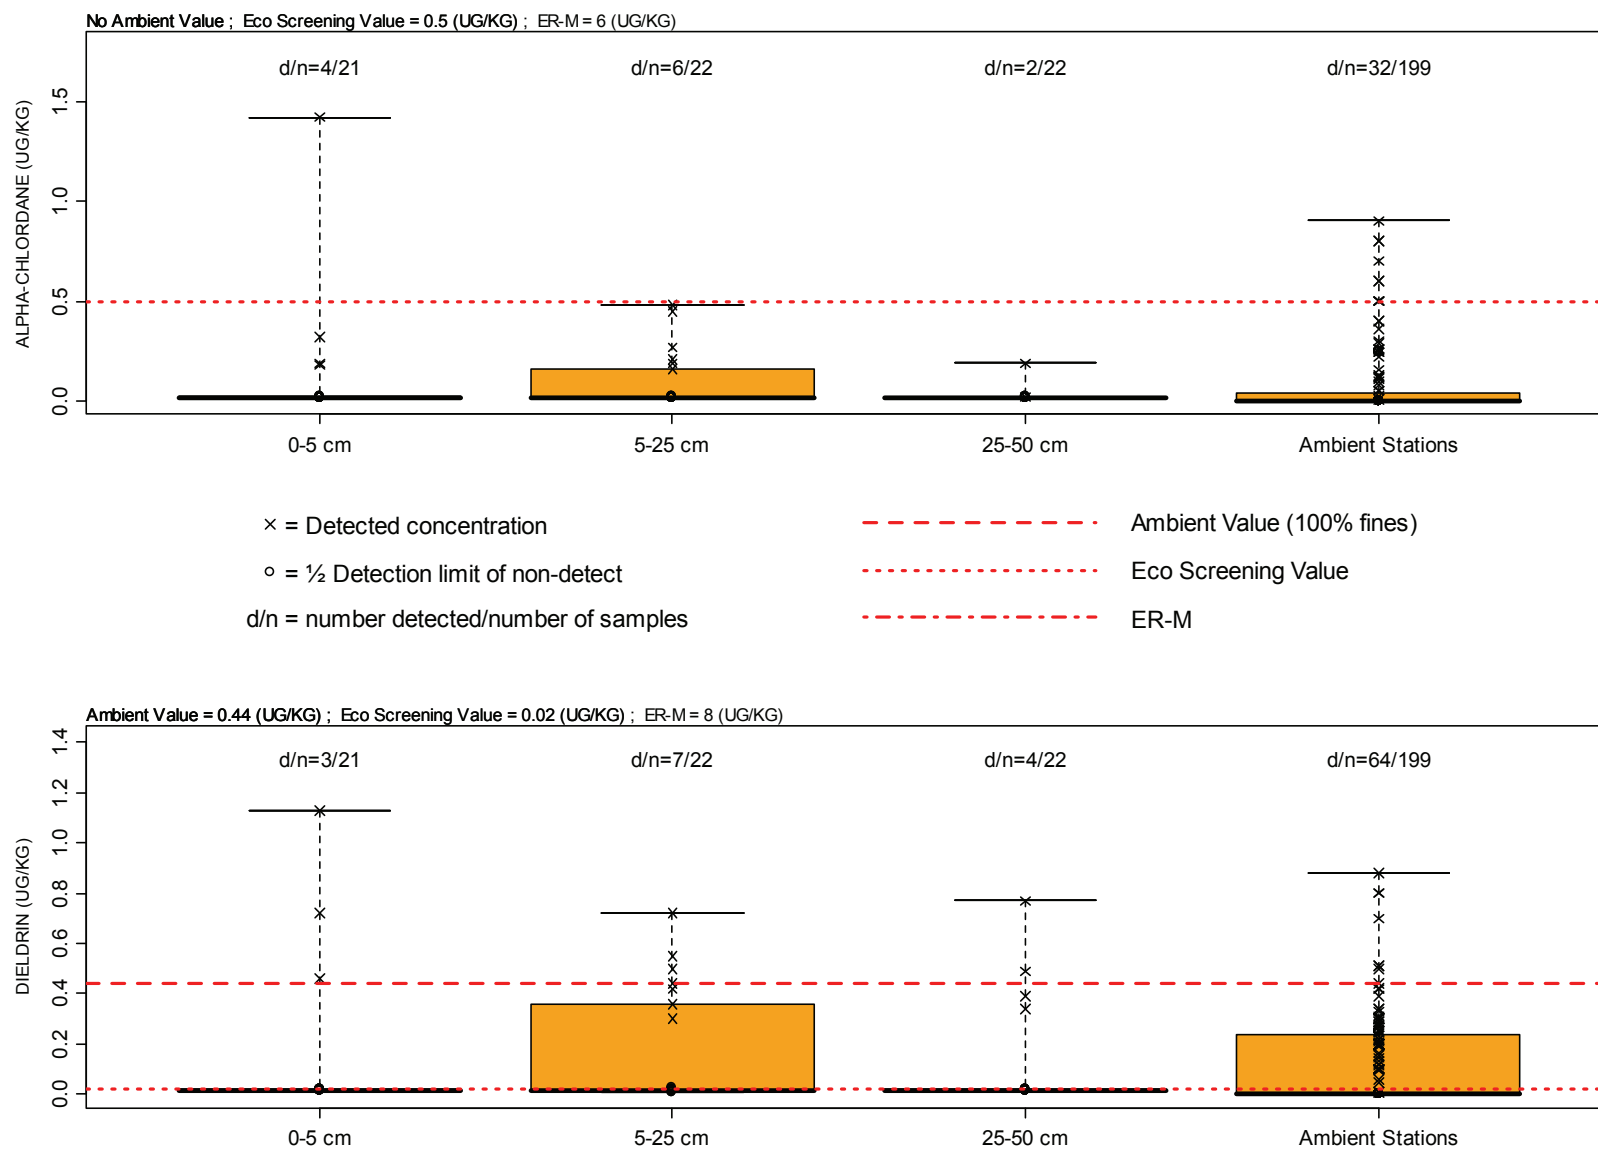 No Ambient Value ; Eco Screening Value = 0.5 (UG/KG) ; ER-M = 6 (UG/KG)
d/n=4/21 d/n=6/22 d/n=2/22 d/n=32/199
ALPHA-CHLORDANE (UG/KG)
1.5
1.0
0.5
0.0
0-5 cm 5-25 cm 25-50 cm Ambient Stations
× = Detected concentration
o = ½ Detection limit of non-detect
d/n = number detected/number of samples
Ambient Value (100% fines)
Eco Screening Value
ER-M
Ambient Value = 0.44 (UG/KG) ; Eco Screening Value = 0.02 (UG/KG) ; ER-M = 8 (UG/KG)
d/n=3/21 d/n=7/22 d/n=4/22 d/n=64/199
DIELDRIN (UG/KG)
1.4
1.2
1.0
0.8
0.6
0.4
0.2
0.0
0-5 cm 5-25 cm 25-50 cm Ambient Stations